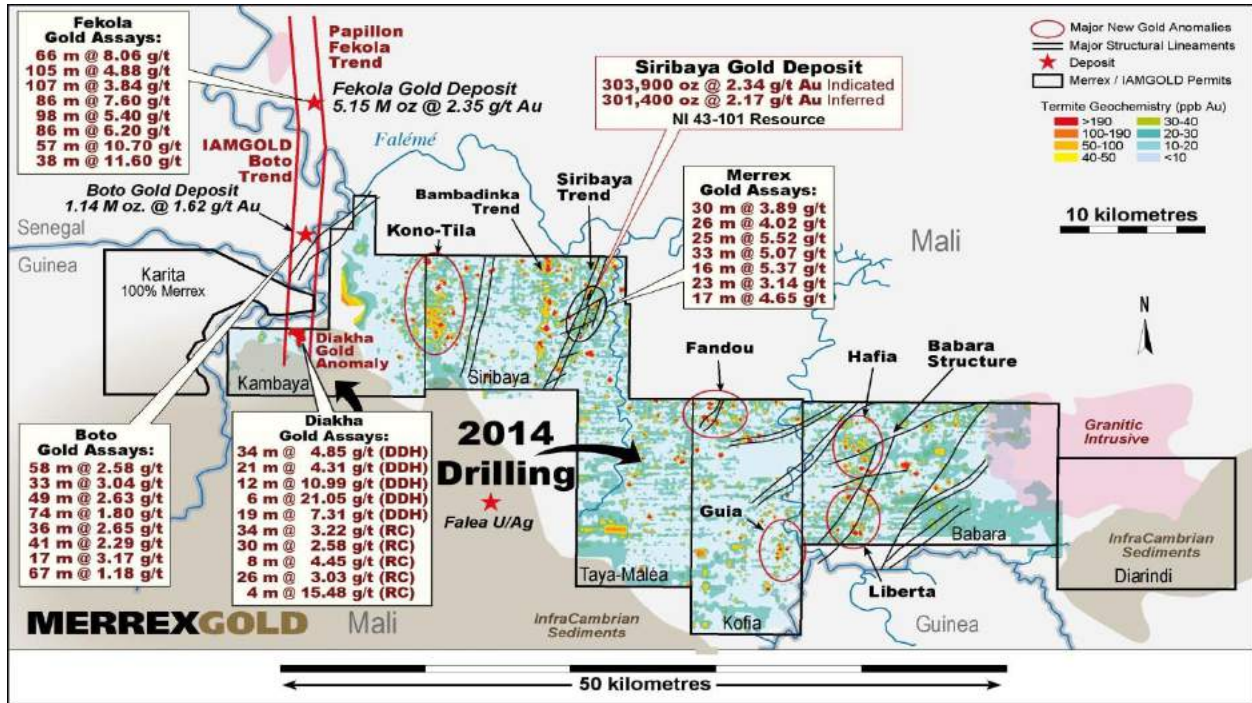 Fekola
Gold Assays:
66 m @ 8.06 g/t
105 m @ 4.88 g/t
107 m @ 3.84 g/t
86 m @ 7.60 g/t
98 m @ 5.40 g/t
86 m @ 6.20 g/t
57 m @ 10.70 g/t
38 m @ 11.60 g/t
Papillon
Fekola
Trend
Fekola Gold Deposit
5.15 M oz @ 2.35 g/t Au
IAMGOLD
Boto
Trend
Boto Gold Deposit
1.14 M oz. @ 1.62 g/t Au
Falémé
Siribaya Gold Deposit
303,900 oz @ 2.34 g/t Au Indicated
301,400 oz @ 2.17 g/t Au Inferred
NI 43-101 Resource
Major New Gold Anomalies
Major Structural Lineaments
Deposit
Merrex / IAMGOLD Permits
Termite Geochemistry (ppb Au)
>190
100-190
50-100
40-50
30-40
20-30
10-20
<10
10 kilometres
Merrex
Gold Assays:
30 m @ 3.89 g/t
26 m @ 4.02 g/t
25 m @ 5.52 g/t
33 m @ 5.07 g/t
16 m @ 5.37 g/t
23 m @ 3.14 g/t
17 m @ 4.65 g/t
Bambadinka
Trend
Siribaya
Trend
Kono-Tila
Senegal
Guinea
Mali
Karita
100% Merrex
N
Diakha
Gold
Anomaly
Kambaya
Siribaya
Fandou
Hafia
Babara
Structure
Granitic
Intrusive
Boto
Gold Assays:
58 m @ 2.58 g/t
33 m @ 3.04 g/t
49 m @ 2.63 g/t
74 m @ 1.80 g/t
36 m @ 2.65 g/t
41 m @ 2.29 g/t
17 m @ 3.17 g/t
67 m @ 1.18 g/t
Diakha
Gold Assays:
34 m @ 4.85 g/t (DDH)
21 m @ 4.31 g/t (DDH)
12 m @ 10.99 g/t (DDH)
6 m @ 21.05 g/t (DDH)
19 m @ 7.31 g/t (DDH)
34 m @ 3.22 g/t (RC)
30 m @ 2.58 g/t (RC)
8 m @ 4.45 g/t (RC)
26 m @ 3.03 g/t (RC)
4 m @ 15.48 g/t (RC)
2014
Drilling
Falea U/Ag
Guia
Babara
InfraCambrian
Sediments
Diarindi
Taya-Malea
Liberta
Kofia
Guinea
InfraCambrian
Sediments
MERREXGOLD
Mali
50 kilometres